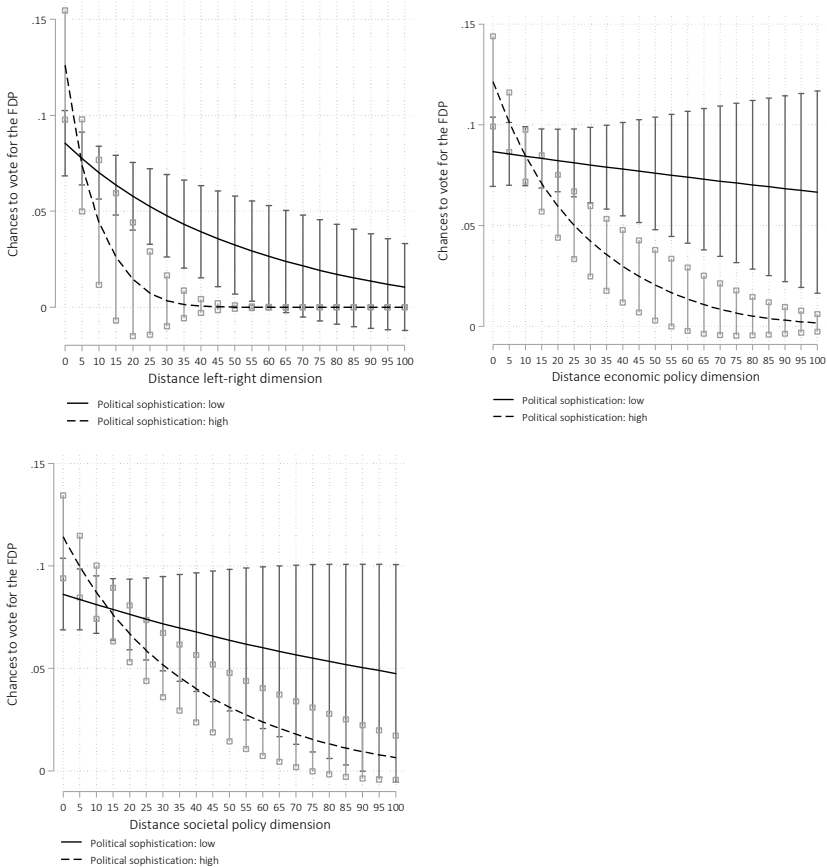 .15
.1
.05
0
Chances to vote for the FDP
0 5 10 15 20 25 30 35 40 45 50 55 60 65 70 75 80 85 90 95 100
Distance left-right dimension
Political sophistication: low
Political sophistication: high
.15
.1
.05
0
Chances to vote for the FDP
0 5 10 15 20 25 30 35 40 45 50 55 60 65 70 75 80 85 90 95 100
Distance economic policy dimension
Political sophistication: low
Political sophistication: high
.15
.1
.05
0
Chances to vote for the FDP
0 5 10 15 20 25 30 35 40 45 50 55 60 65 70 75 80 85 90 95 100
Distance societal policy dimension
Political sophistication: low
Political sophistication: high